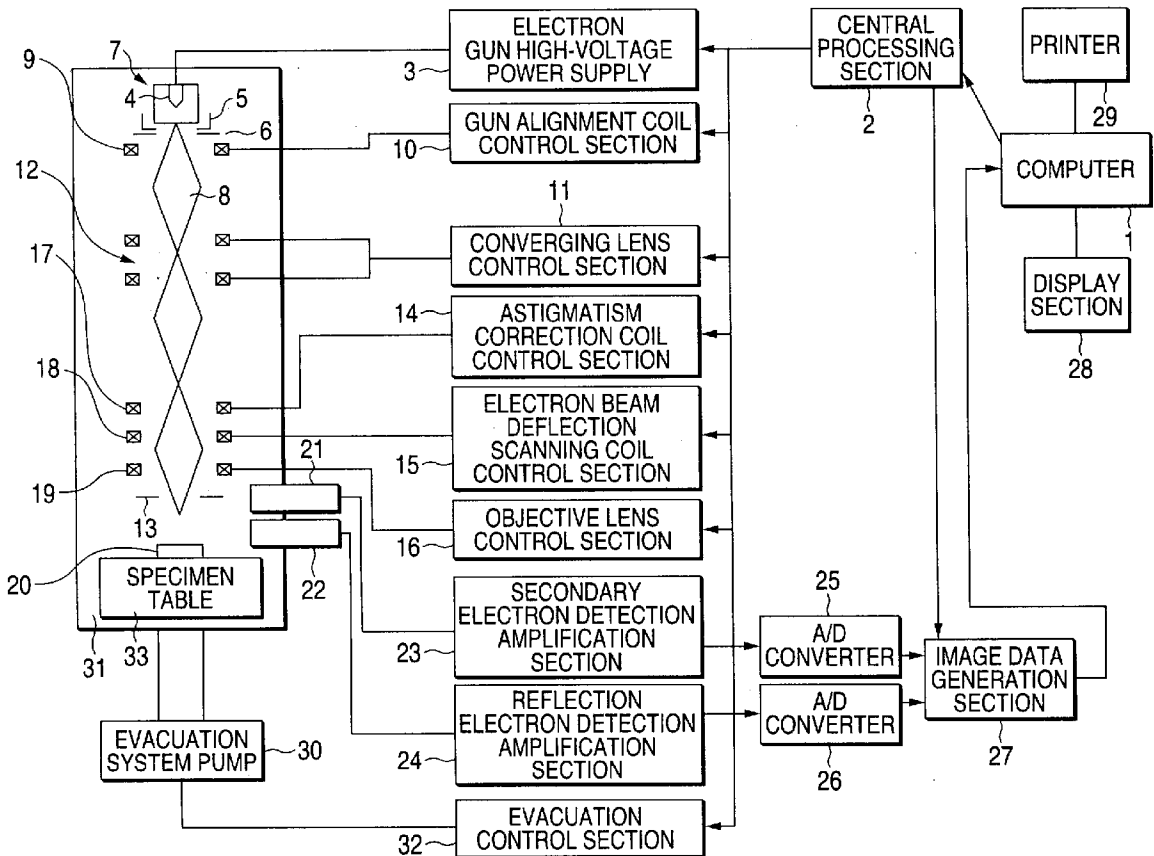 ELECTRON
GUN HIGH-VOLTAGE
POWER SUPPLY
3
CENTRAL
PROCESSING
SECTION
2
PRINTER
29
7
9
4
5
6
GUN ALIGNMENT COIL
CONTROL SECTION
10
COMPUTER
1
12
8
11
CONVERGING LENS
CONTROL SECTION
DISPLAY
SECTION
28
17
14
ASTIGMATISM
CORRECTION COIL
CONTROL SECTION
18
ELECTRON BEAM
DEFLECTION
SCANNING COIL
CONTROL SECTION
15
19
13
21
22
OBJECTIVE LENS
CONTROL SECTION
16
20
SPECIMEN
TABLE
31
33
SECONDARY
ELECTRON DETECTION
AMPLIFICATION
SECTION
23
25
A/D
CONVERTER
IMAGE DATA
GENERATION
SECTION
27
REFLECTION
ELECTRON DETECTION
AMPLIFICATION
SECTION
24
A/D
CONVERTER
26
EVACUATION
SYSTEM PUMP
30
EVACUATION
CONTROL SECTION
32